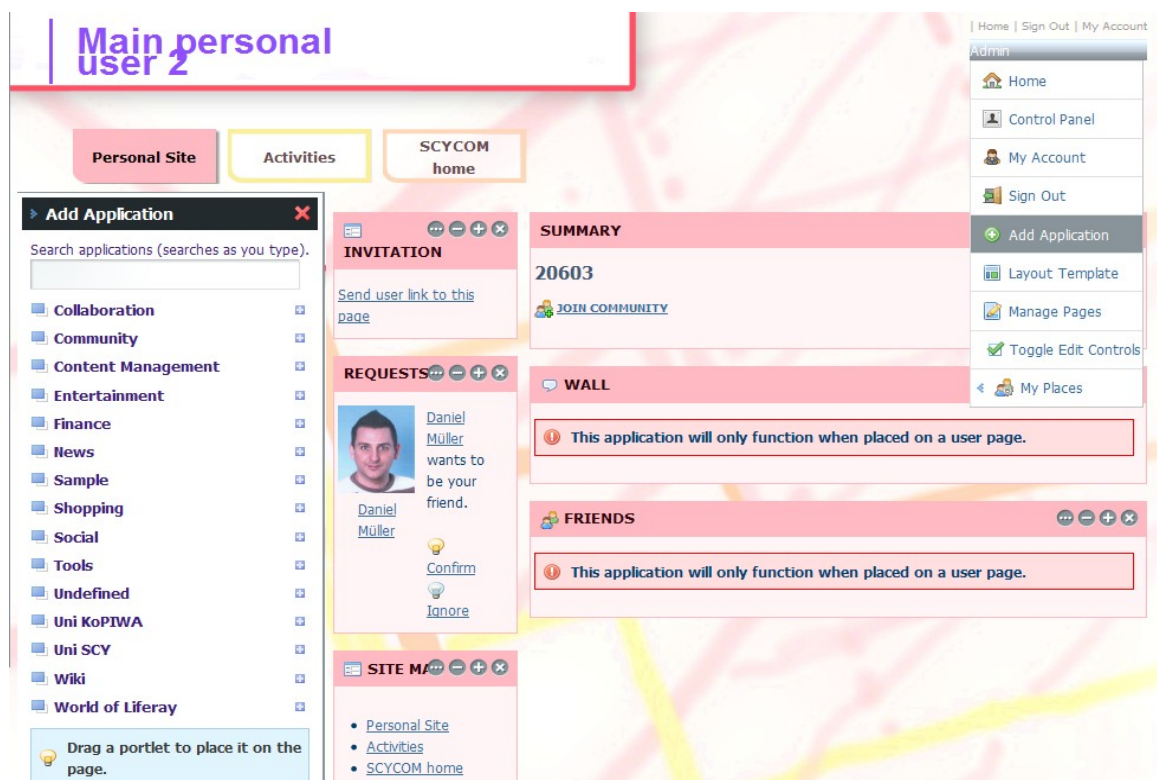 Main personal
user 2
| Home | Sign Out | My Account
Admin
Home
Control Panel
My Account
Sign Out
Add Application
Layout Template
Manage Pages
Toggle Edit Controls
My Places
Personal Site
Activities
SCYCOM
home
Add Application
Search applications (searches as you type).
Collaboration
Community
Content Management
Entertainment
Finance
News
Sample
Shopping
Social
Tools
Undefined
Uni KoPIWA
Uni SCY
Wiki
World of Liferay
Drag a portlet to place it on the
page.
INVITATION
Send user link to this
page
REQUESTS
Daniel
Müller
wants to
be your
friend.
Daniel
Müller
Confirm
Ignore
SITE MA
Personal Site
Activities
SCYCOM home
SUMMARY
20603
JOIN COMMUNITY
WALL
This application will only function when placed on a user page.
FRIENDS
This application will only function when placed on a user page.